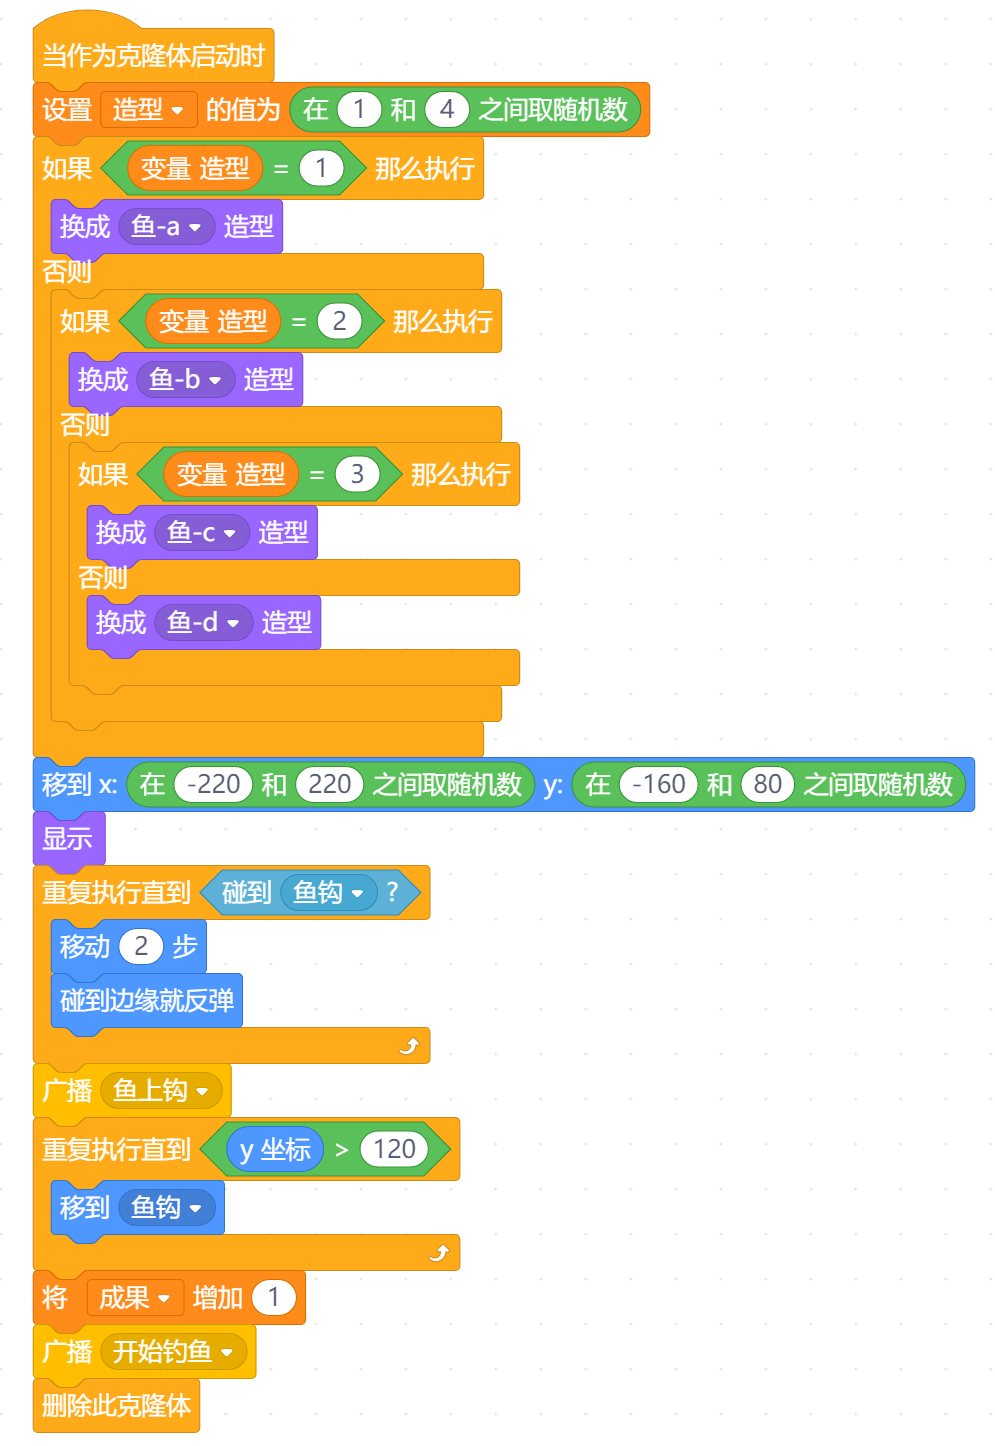 当作为克隆体启动时
设置 造型 的值为 在 1 和 4 之间取随机数
如果 变量 造型 = 1 那么执行
换成 鱼-a 造型
否则
如果 变量 造型 = 2 那么执行
换成 鱼-b 造型
否则
如果 变量 造型 = 3 那么执行
换成 鱼-c 造型
否则
换成 鱼-d 造型
移到 x: 在 -220 和 220 之间取随机数 y: 在 -160 和 80 之间取随机数
显示
重复执行直到 碰到 鱼钩 ?
移动 2 步
碰到边缘就反弹
广播 鱼上钩
重复执行直到 y 坐标 > 120
移到 鱼钩
将 成果 增加 1
广播 开始钓鱼
删除此克隆体